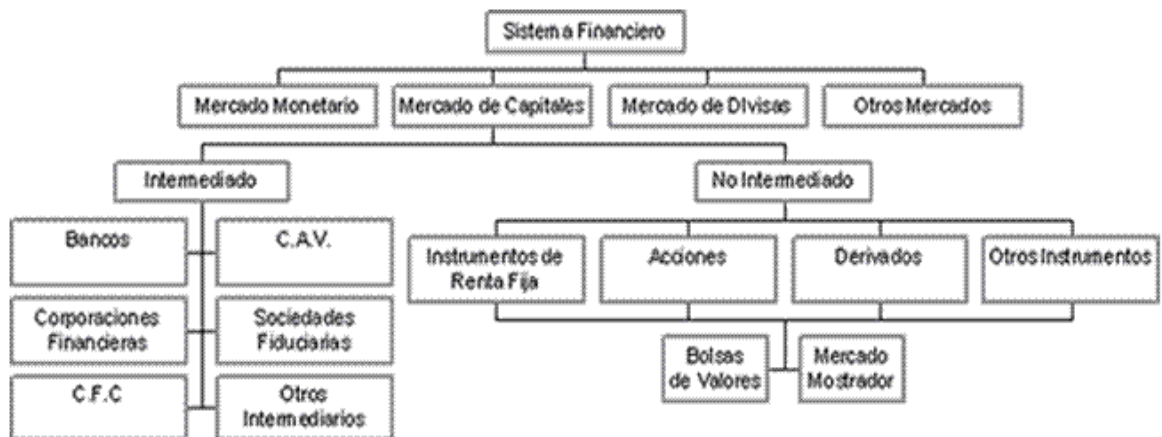 Sistema Financiero
Mercado Monetario
Mercado de Capitales
Mercado de DIvisas
Otros Mercados
Intermediado
No Intermediado
Bancos
C.A.V.
Instrumentos de
Renta Fija
Acciones
Derivados
Otros Instrumentos
Corporaciones
Financieras
Sociedades
Fiduciarias
Bolsas
de Valores
Mercado
Mostrador
C.F.C
Otros
Intermediarios